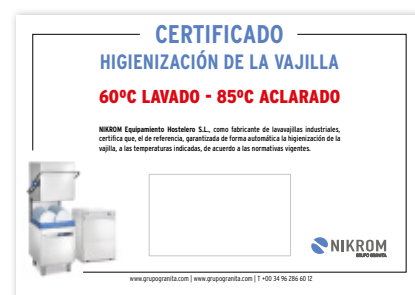 CERTIFICADO
HIGIENIZACIÓN DE LA VAJILLA
60ºC LAVADO - 85ºC ACLARADO
NIKROM Equipamiento Hostelero S.L., como fabricante de lavavajillas industriales,
certifica que, el de referencia, garantizada de forma automática la higienización de la
vajilla, a las temperaturas indicadas, de acuerdo a las normativas vigentes.
NIKROM
GRUPO GRANITA
www.grupogranita.com | www.grupogranita.com | T +00 34 96 286 60 12